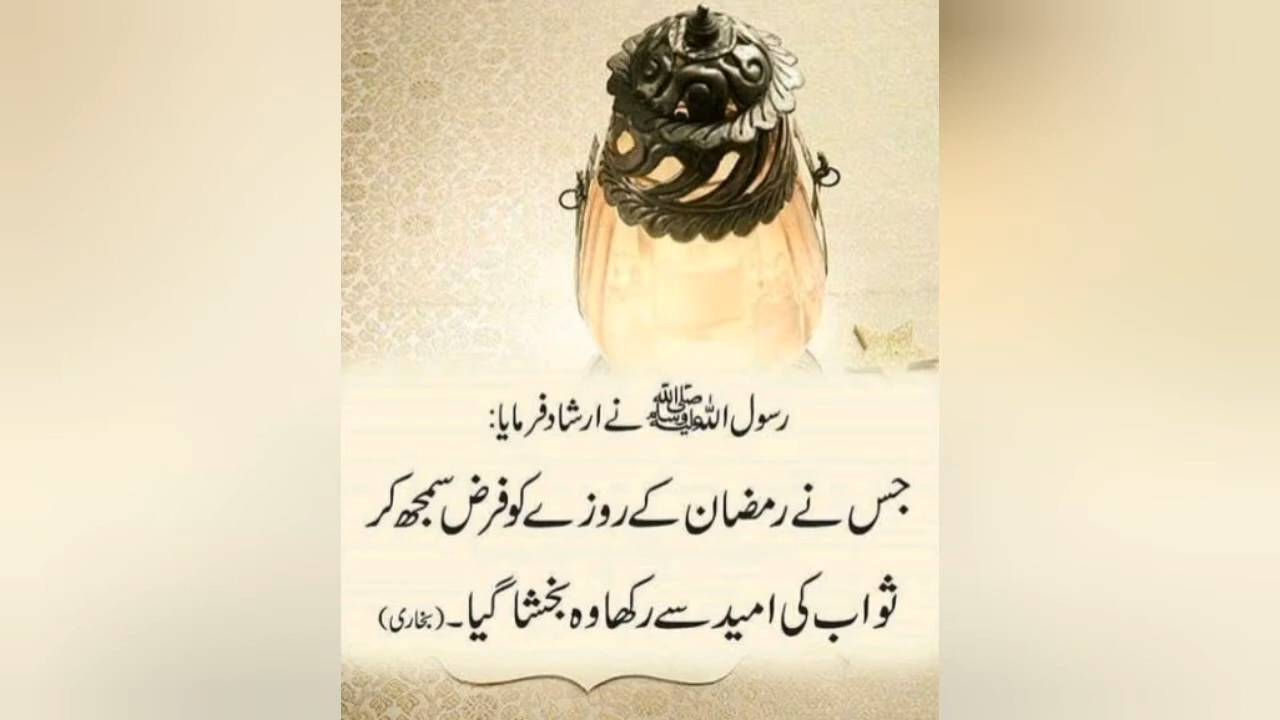 رسول اللہ ﷺ نے ارشاد فرمایا:
جس نے رمضان کے روزے کو فرض سمجھ کر
ثواب کی امید سے رکھا وہ بخشا گیا۔ (بخاری)